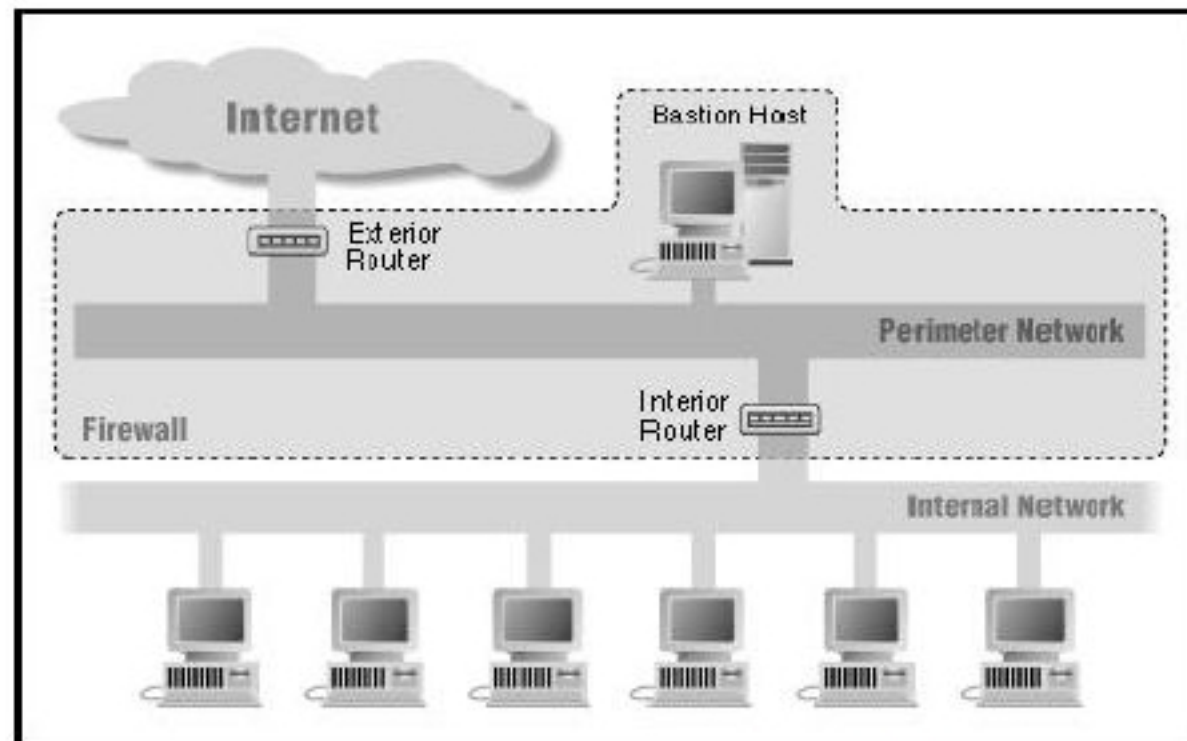 Internet
Bastion Host
Exterior
Router
Perimeter Network
Interior
Router
Firewall
Internal Network